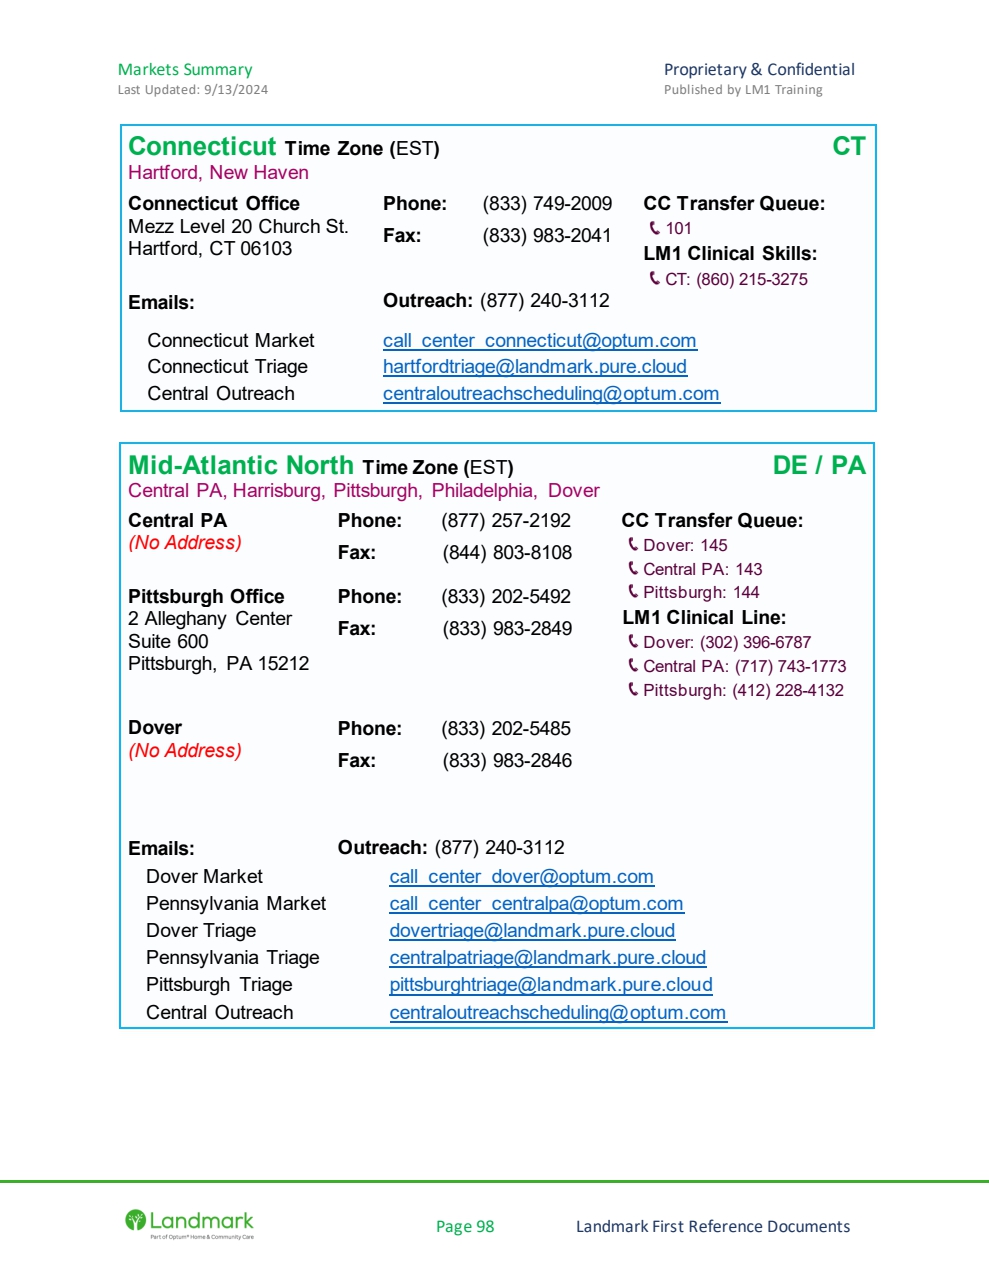 Markets Summary
Proprietary & Confidential
Last Updated: 9/13/2024
Published by LM1 Training
Connecticut Time Zone (EST)
CT
Hartford, New Haven
Connecticut Office
Phone: (833) 749-2009
CC Transfer Queue:
Mezz Level 20 Church St.
101
Hartford, CT 06103
Fax: (833) 983-2041
LM1 Clinical Skills:
CT: (860) 215-3275
Emails:
Outreach: (877) 240-3112
Connecticut Market call_center_connecticut@optum.com
Connecticut Triage hartfordtriage@landmark.pure.cloud
Central Outreach centraloutreachscheduling@optum.com
Mid-Atlantic North Time Zone (EST)
DE / PA
Central PA, Harrisburg, Pittsburgh, Philadelphia, Dover
Central PA
Phone: (877) 257-2192
CC Transfer Queue:
(No Address)
Fax: (844) 803-8108
Dover: 145
Central PA: 143
Pittsburgh: 144
Pittsburgh Office
Phone: (833) 202-5492
2 Alleghany Center
Fax: (833) 983-2849
Suite 600
Pittsburgh, PA 15212
LM1 Clinical Line:
Dover: (302) 396-6787
Central PA: (717) 743-1773
Pittsburgh: (412) 228-4132
Dover
Phone: (833) 202-5485
(No Address)
Fax: (833) 983-2846
Emails:
Outreach: (877) 240-3112
Dover Market call_center_dover@optum.com
Pennsylvania Market call_center_centralpa@optum.com
Dover Triage dovertriage@landmark.pure.cloud
Pennsylvania Triage centralpatriage@landmark.pure.cloud
Pittsburgh Triage pittsburghtriage@landmark.pure.cloud
Central Outreach centraloutreachscheduling@optum.com
Landmark
Part of Optum® Home & Community Care
Page 98
Landmark First Reference Documents